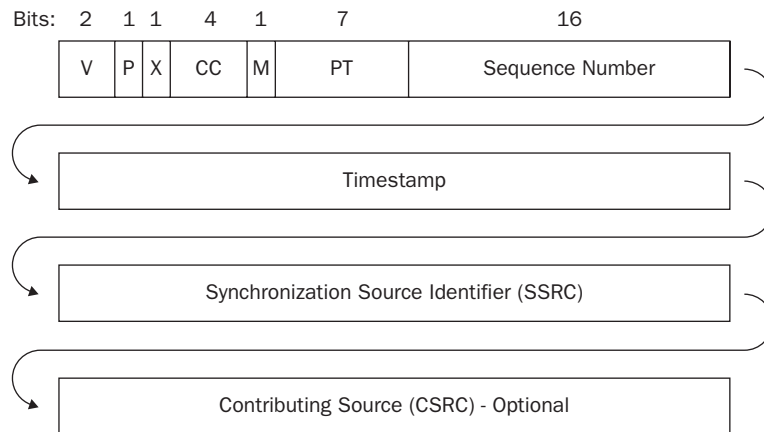 Bits: 2 1 1 4 1 7 16
V P X CC M PT Sequence Number
Timestamp
Synchronization Source Identifier (SSRC)
Contributing Source (CSRC) - Optional